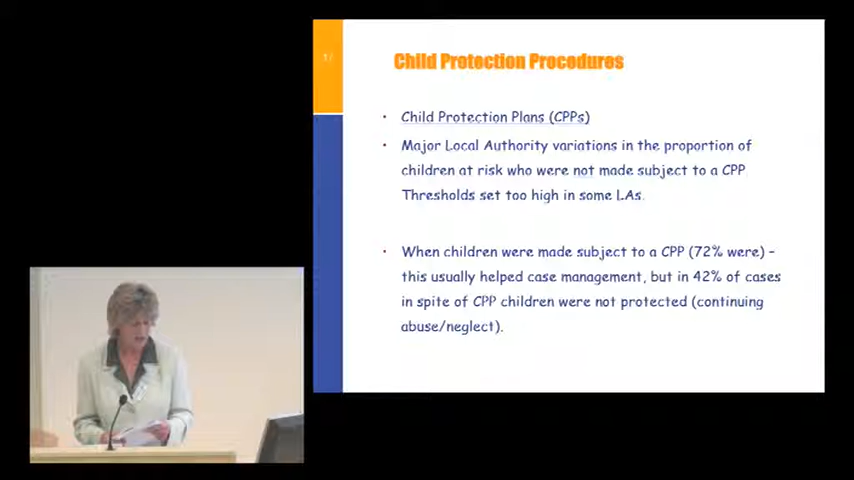 Child Protection Procedures
• Child Protection Plans (CPPs)
• Major Local Authority variations in the proportion of
children at risk who were not made subject to a CPP
Thresholds set too high in some LAs.
• When children were made subject to a CPP (72% were) –
this usually helped case management, but in 42% of cases
in spite of CPP children were not protected (continuing
abuse/neglect).